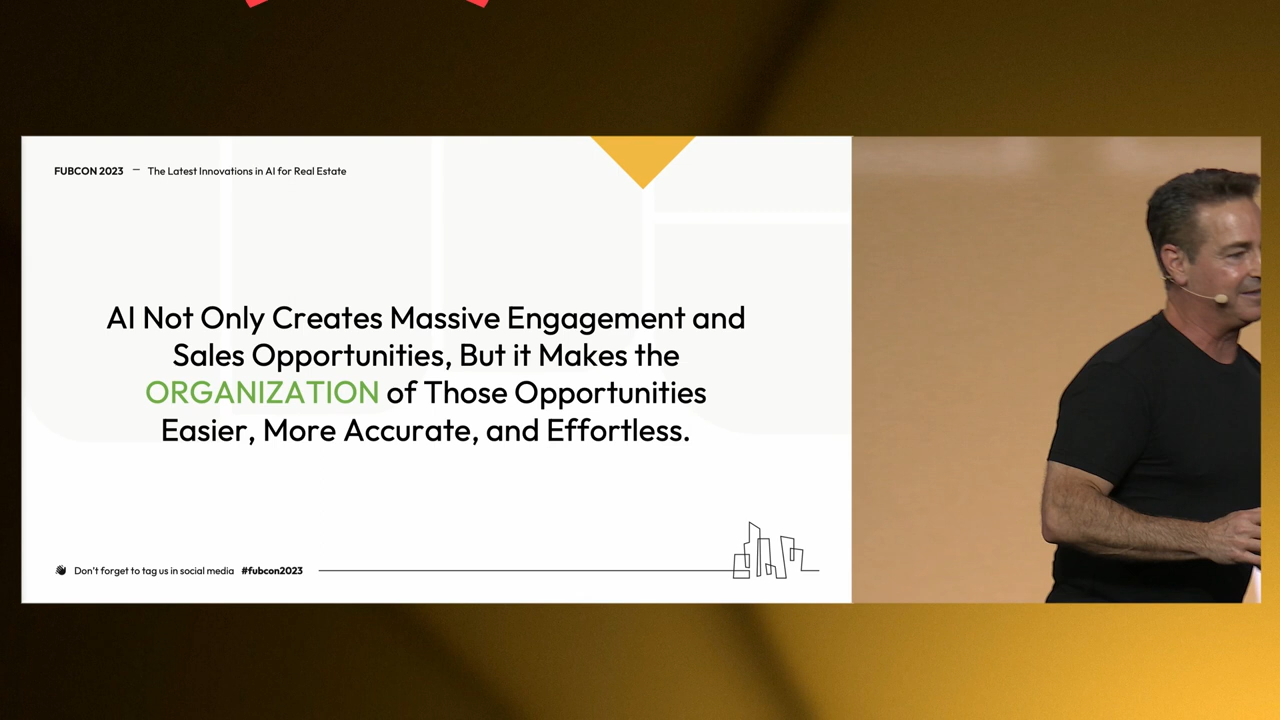 FUBCON 2023 — The Latest Innovations in AI for Real Estate
AI Not Only Creates Massive Engagement and
Sales Opportunities, But it Makes the
ORGANIZATION of Those Opportunities
Easier, More Accurate, and Effortless.
Don't forget to tag us in social media #fubcon2023